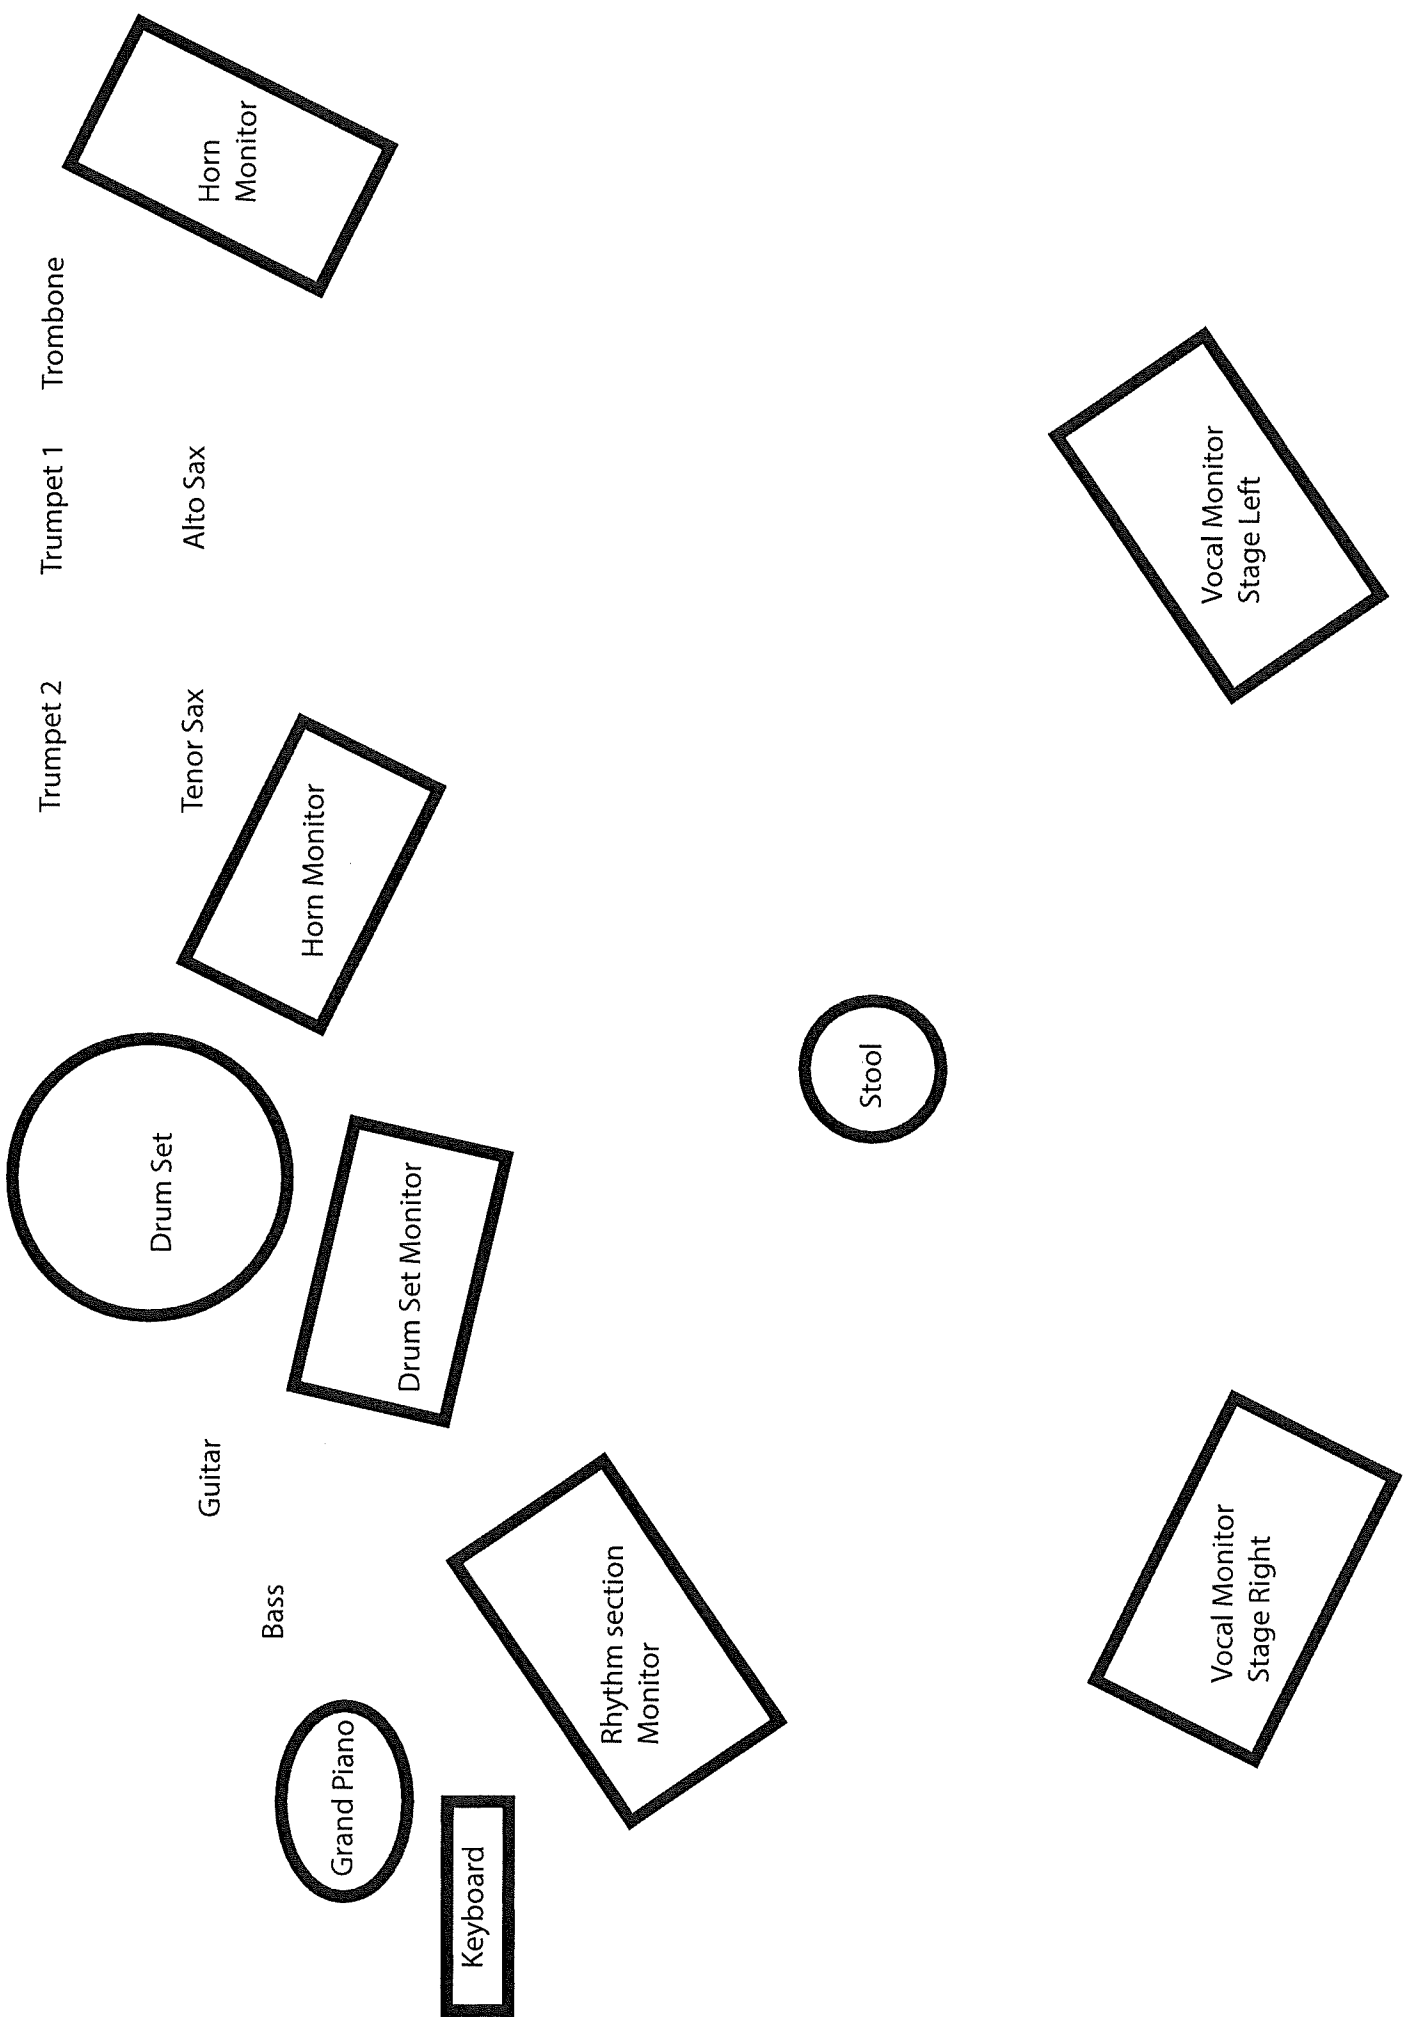 Trumpet 2
Trumpet 1
Trombone
Tenor Sax
Alto Sax
Horn
Monitor
Drum Set
Guitar
Bass
Horn Monitor
Grand Piano
Drum Set Monitor
Keyboard
Rhythm section
Monitor
Stool
Vocal Monitor
Stage Right
Vocal Monitor
Stage Left